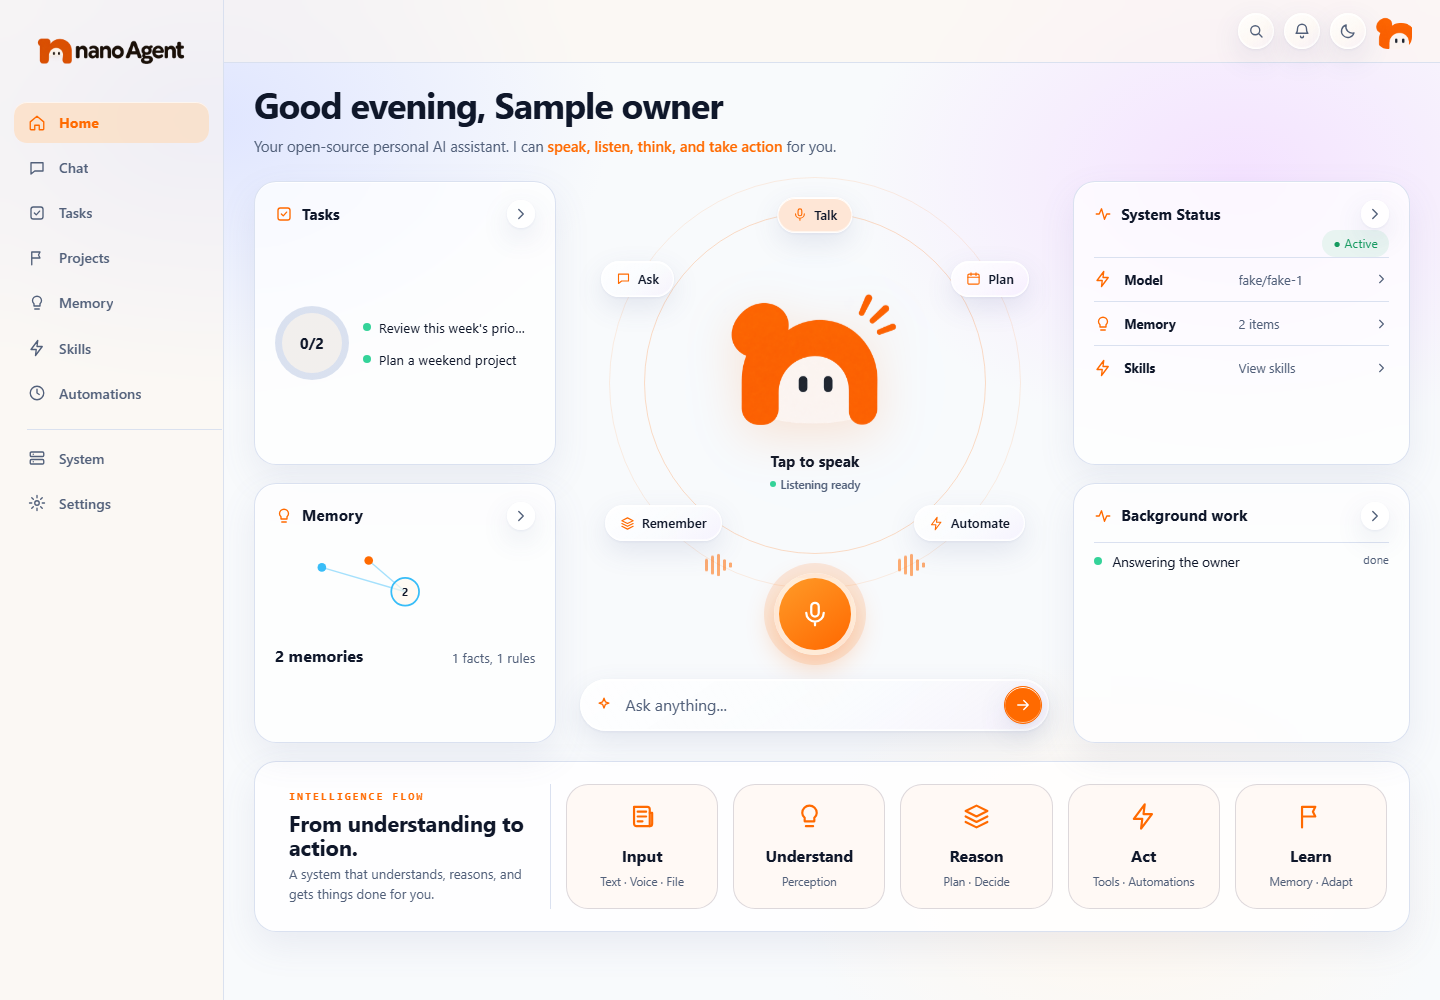 nanoAgent
Home
Chat
Tasks
Projects
Memory
Skills
Automations
System
Settings
Good evening, Sample owner
Your open-source personal AI assistant. I can speak, listen, think, and take action for you.
Tasks
0/2
Review this week's prio...
Plan a weekend project
Memory
2
2 memories
1 facts, 1 rules
Talk
Ask
Plan
Tap to speak
Listening ready
Remember
Automate
Ask anything...
System Status
Active
Model fake/fake-1
Memory 2 items
Skills View skills
Background work
Answering the owner done
INTELLIGENCE FLOW
From understanding to
action.
A system that understands, reasons, and
gets things done for you.
Input
Text · Voice · File
Understand
Perception
Reason
Plan · Decide
Act
Tools · Automations
Learn
Memory · Adapt